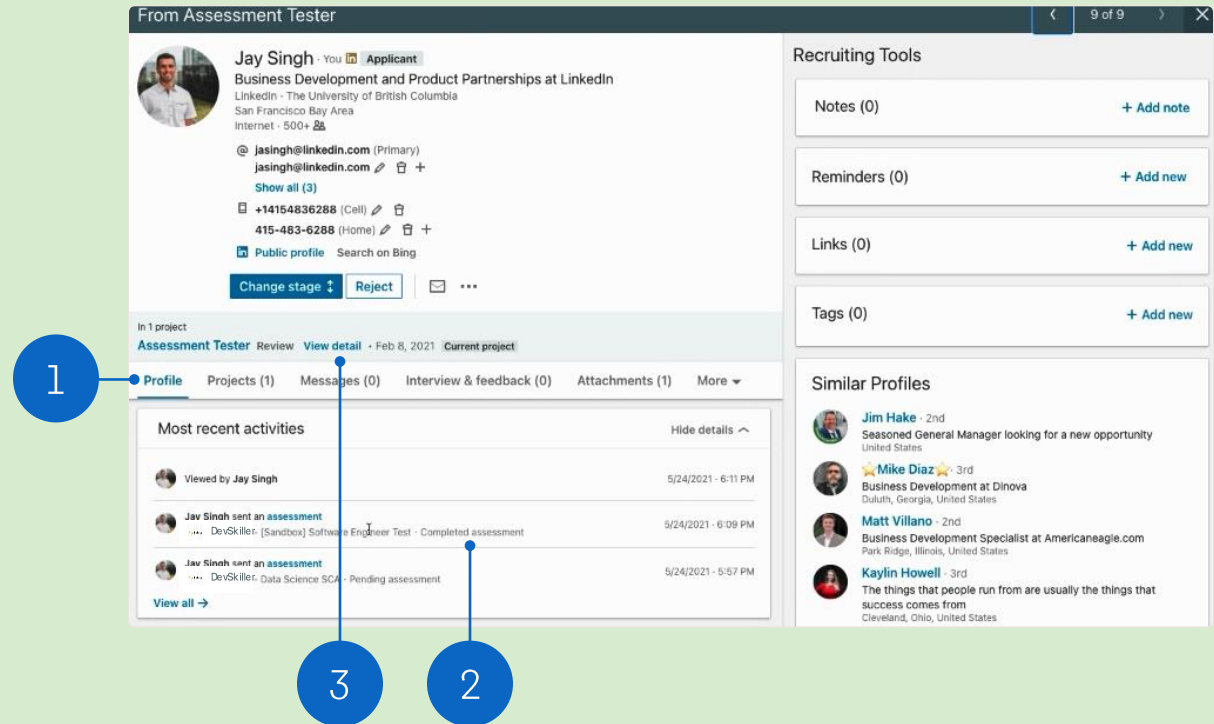 From Assessment Tester
9 of 9
Jay Singh · You in Applicant
Business Development and Product Partnerships at LinkedIn
LinkedIn · The University of British Columbia
San Francisco Bay Area
Internet · 500+
@ jasingh@linkedin.com (Primary)
jasingh@linkedin.com +
Show all (3)
+14154836288 (Cell)
415-483-6288 (Home) +
in Public profile Search on Bing
Change stage Reject
In 1 project
Assessment Tester Review View detail · Feb 8, 2021 Current project
Profile Projects (1) Messages (0) Interview & feedback (0) Attachments (1) More
Most recent activities Hide details
Viewed by Jay Singh 5/24/2021 - 6:11 PM
Jay Singh sent an assessment
DevSkiller. [Sandbox] Software Engineer Test - Completed assessment 5/24/2021 - 6:09 PM
Jay Singh sent an assessment
DevSkiller. Data Science SCA - Pending assessment 5/24/2021 - 5:57 PM
View all →
Recruiting Tools
Notes (0) + Add note
Reminders (0) + Add new
Links (0) + Add new
Tags (0) + Add new
Similar Profiles
Jim Hake · 2nd
Seasoned General Manager looking for a new opportunity
United States
⭐Mike Diaz⭐ · 3rd
Business Development at Dinova
Duluth, Georgia, United States
Matt Villano · 2nd
Business Development Specialist at Americaneagle.com
Park Ridge, Illinois, United States
Kaylin Howell · 3rd
The things that people run from are usually the things that
success comes from
Cleveland, Ohio, United States
1
3
2